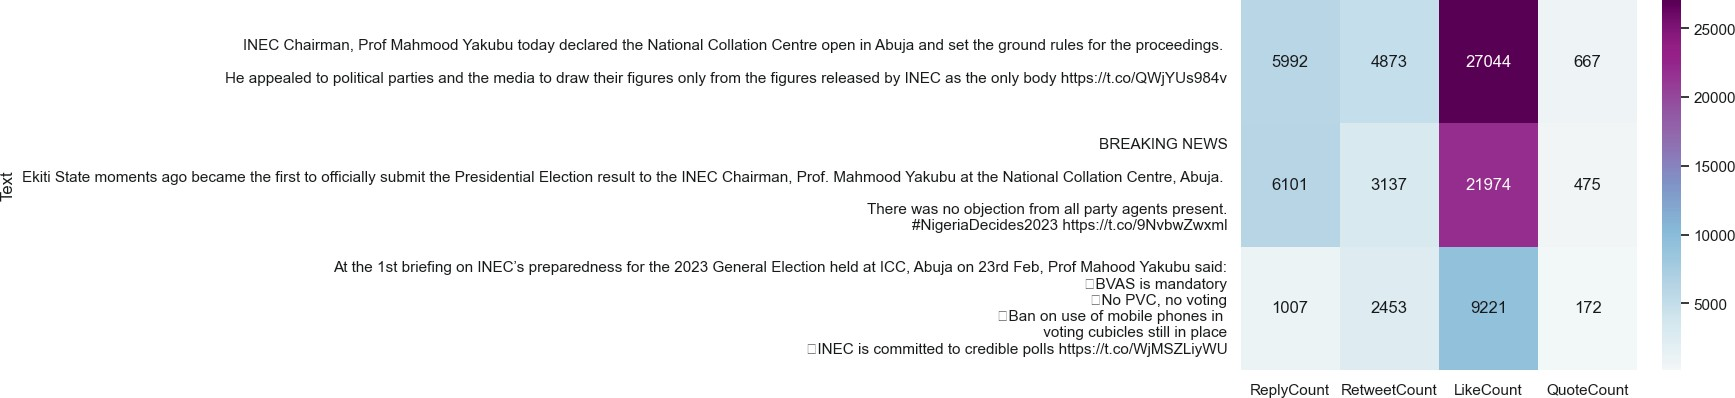 INEC Chairman, Prof Mahmood Yakubu today declared the National Collation Centre open in Abuja and set the ground rules for the proceedings.
He appealed to political parties and the media to draw their figures only from the figures released by INEC as the only body https://t.co/QWjYUs984v
5992 4873 27044 667
BREAKING NEWS
Ekiti State moments ago became the first to officially submit the Presidential Election result to the INEC Chairman, Prof. Mahmood Yakubu at the National Collation Centre, Abuja.
There was no objection from all party agents present.
#NigeriaDecides2023 https://t.co/9NvbwZwxml
6101 3137 21974 475
At the 1st briefing on INEC’s preparedness for the 2023 General Election held at ICC, Abuja on 23rd Feb, Prof Mahood Yakubu said:
□BVAS is mandatory
□No PVC, no voting
□Ban on use of mobile phones in
voting cubicles still in place
□INEC is committed to credible polls https://t.co/WjMSZLiyWU
1007 2453 9221 172
Text
ReplyCount RetweetCount LikeCount QuoteCount
25000
20000
15000
10000
5000